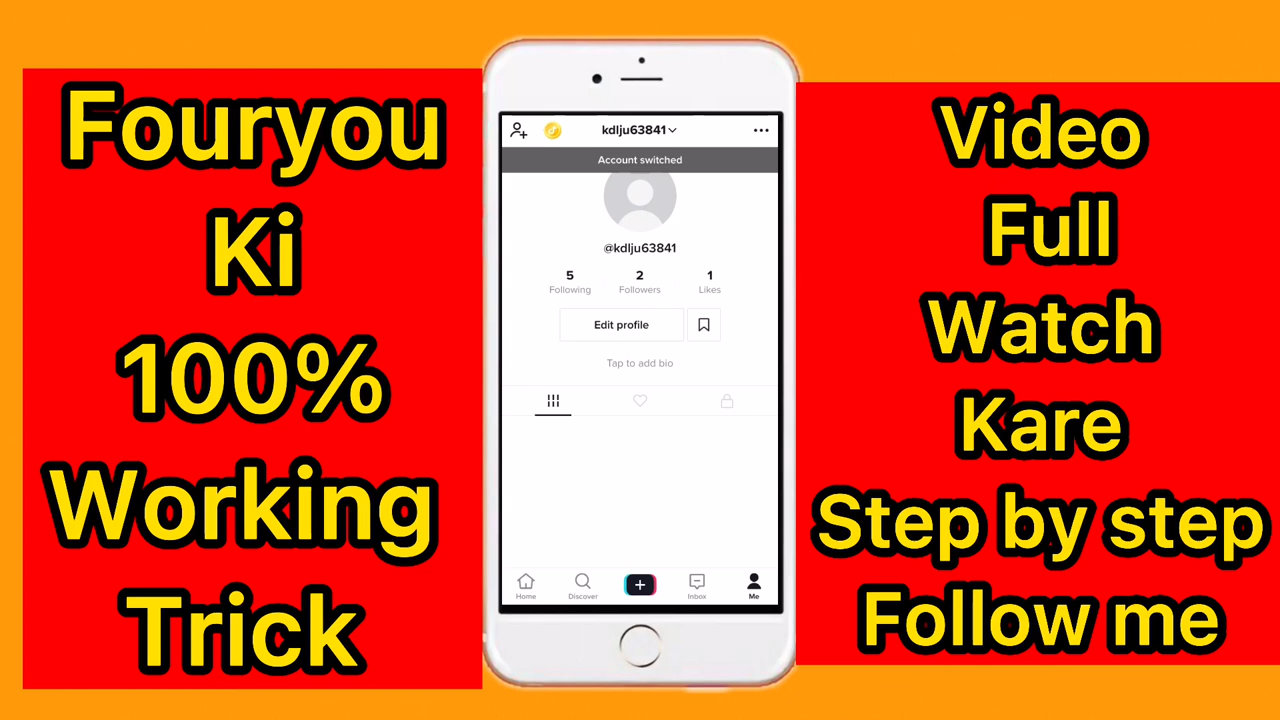 Fouryou
Ki
100%
Working
Trick
kdlju63841
Account switched
@kdlju63841
5 2 1
Following Followers Likes
Edit profile
Tap to add bio
Home Discover Inbox Me
Video
Full
Watch
Kare
Step by step
Follow me